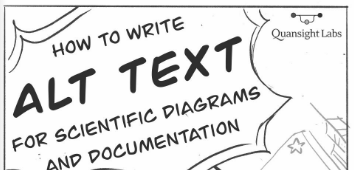 HOW TO WRITE
ALT TEXT
FOR SCIENTIFIC DIAGRAMS
AND DOCUMENTATION
Quansight Labs